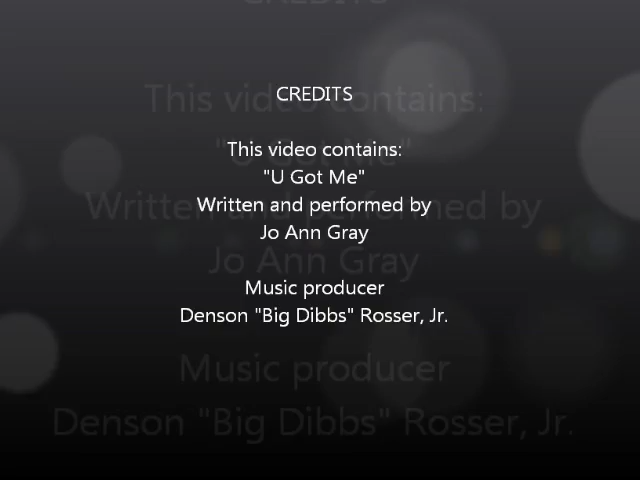 CREDITS
This video contains:
"U Got Me"
Written and performed by
Jo Ann Gray
Music producer
Denson "Big Dibbs" Rosser, Jr.